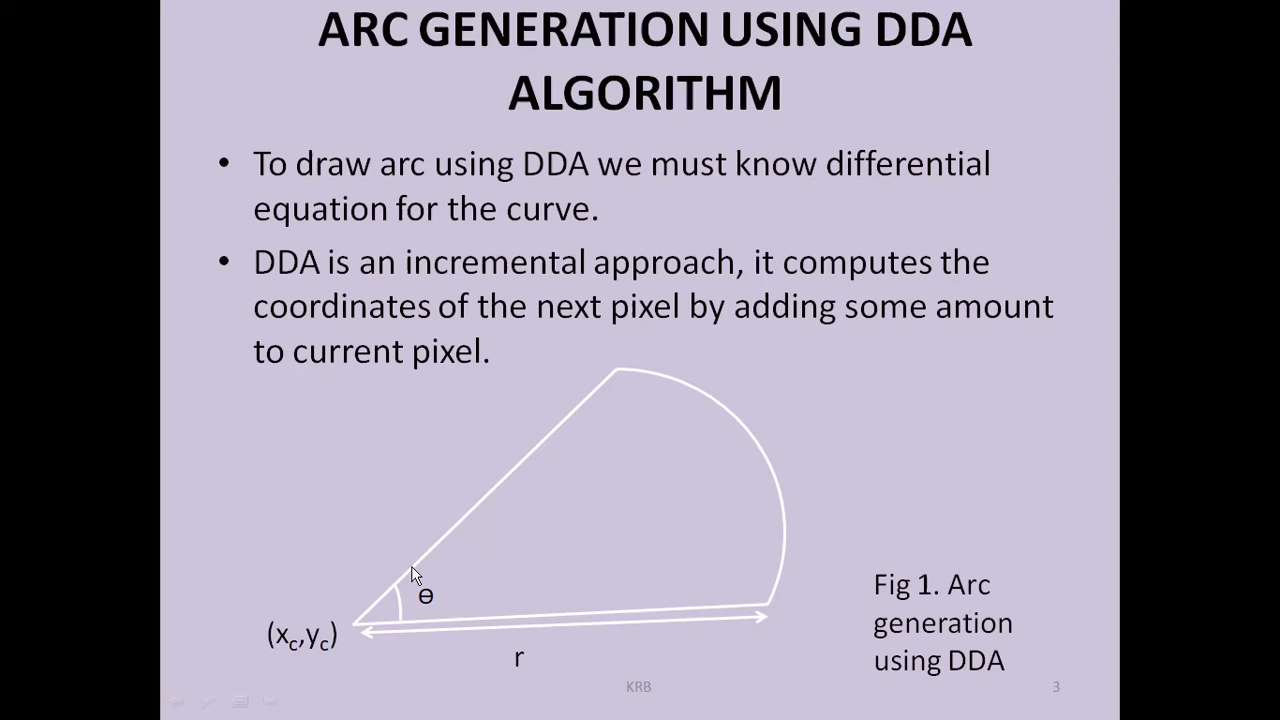 ARC GENERATION USING DDA
ALGORITHM
• To draw arc using DDA we must know differential
equation for the curve.
• DDA is an incremental approach, it computes the
coordinates of the next pixel by adding some amount
to current pixel.
Ɵ
(xc,yc)
r
Fig 1. Arc
generation
using DDA
KRB
3